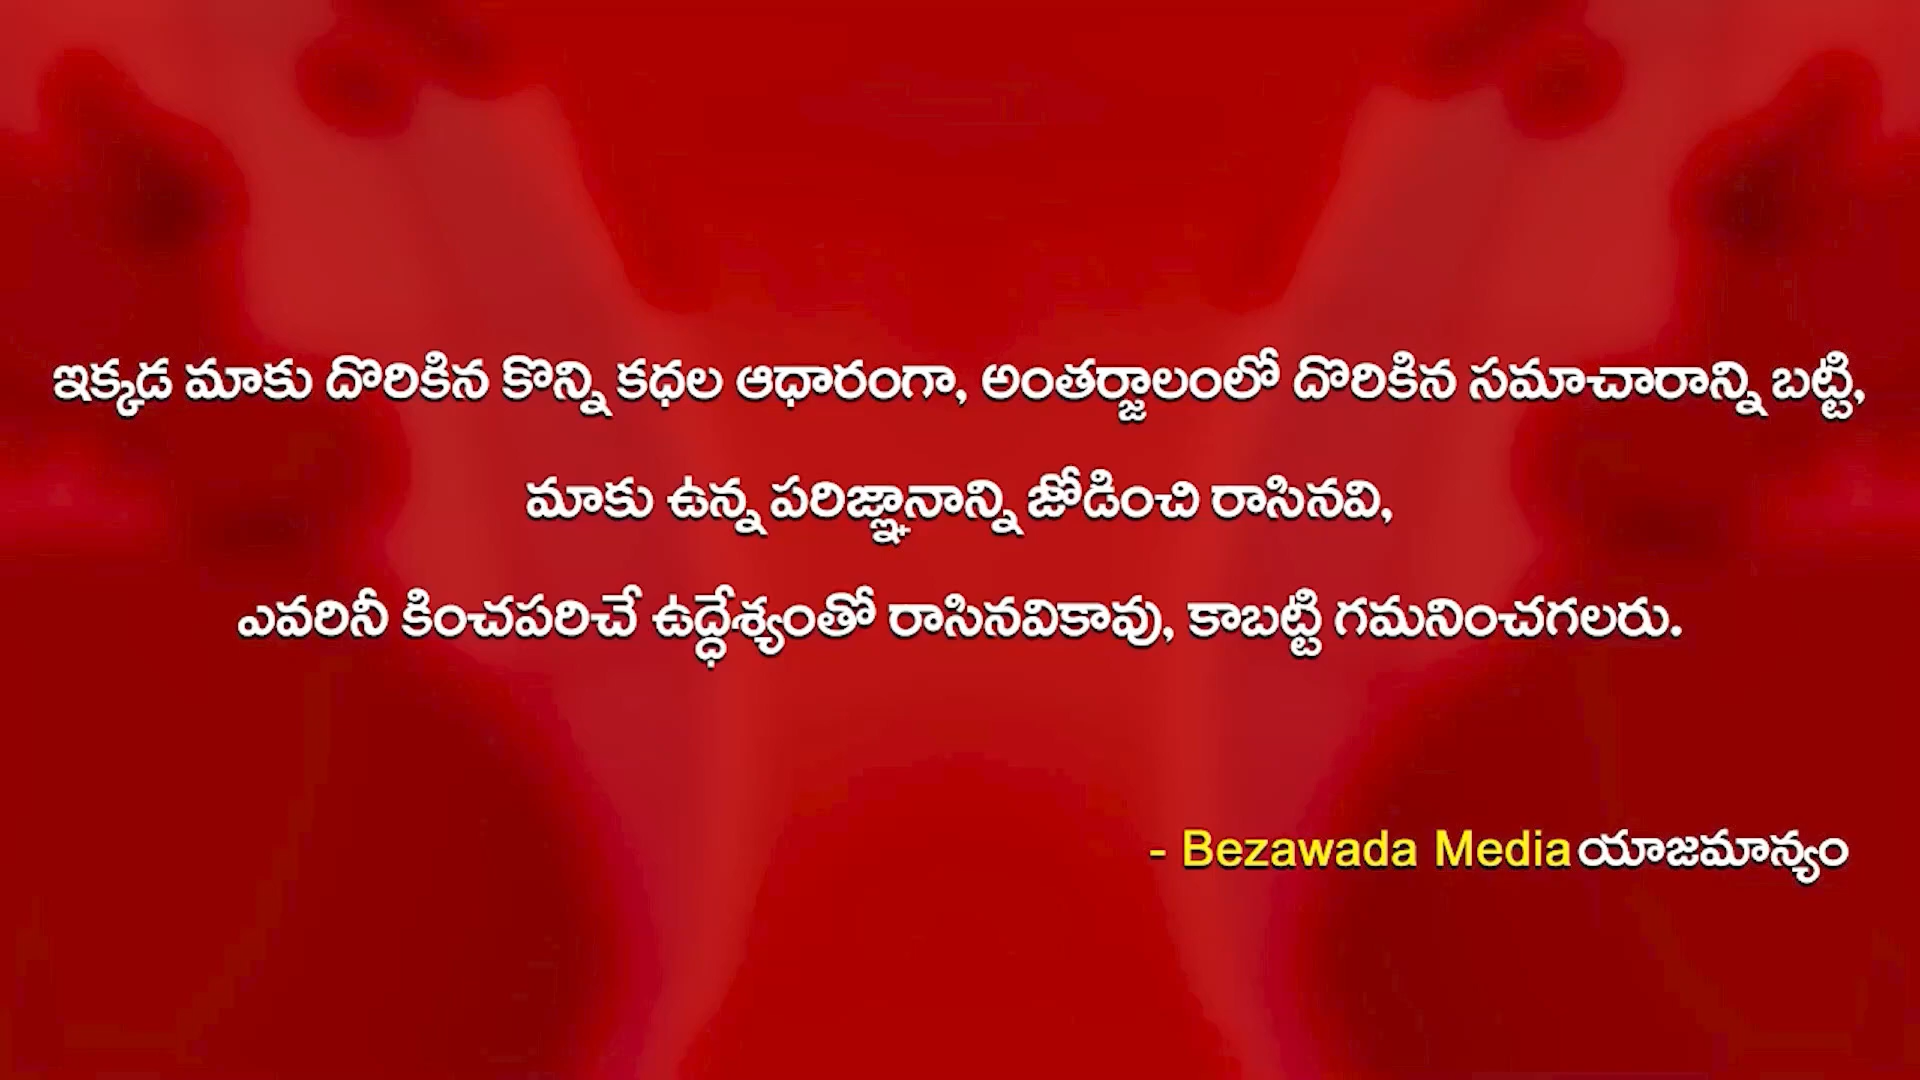 ఇక్కడ మాకు దొరికిన కొన్ని కధల ఆధారంగా, అంతర్జాలంలో దొరికిన సమాచారాన్ని బట్టి,
మాకు ఉన్న పరిజ్ఞానాన్ని జోడించి రాసినవి,
ఎవరినీ కించపరిచే ఉద్ధేశ్యంతో రాసినవికావు, కాబట్టి గమనించగలరు.
- Bezawada Media యాజమాన్యం